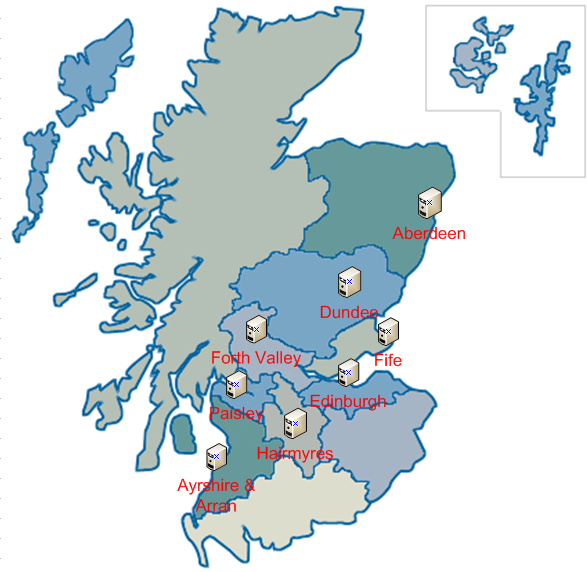 Aberdeen
Dundee
Forth Valley
Fife
Edinburgh
Paisley
Hairmyres
Ayrshire &
Arran